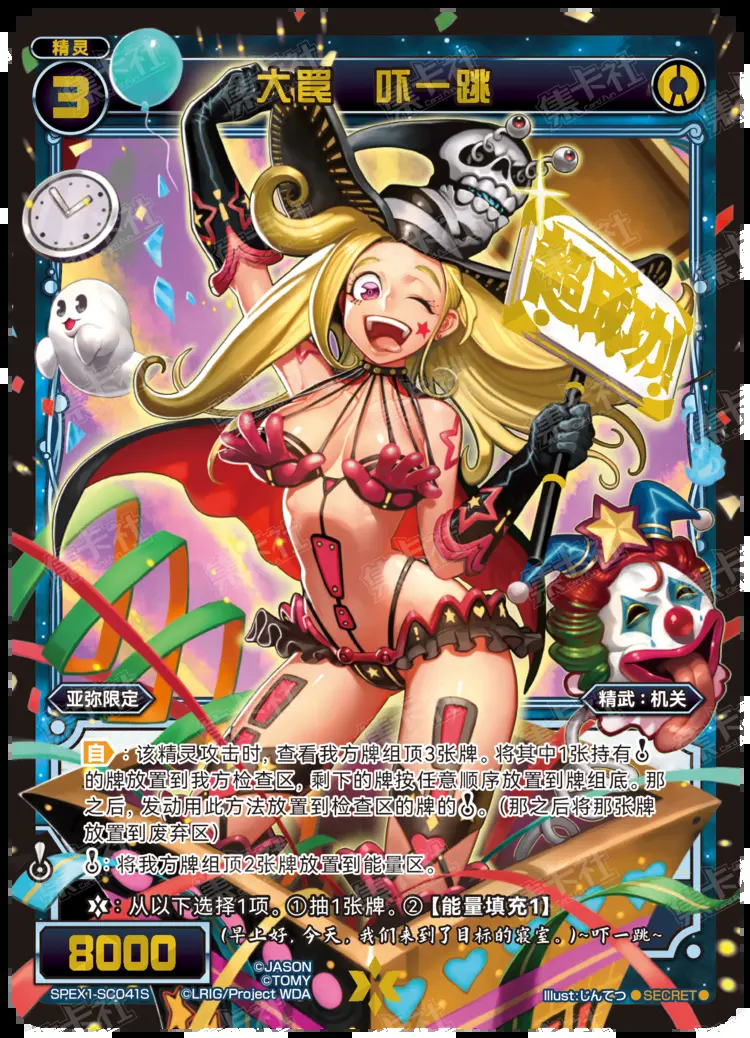 精灵
3
大罠 吓一跳
超成功!
亚弥限定
精武：机关
自：该精灵攻击时，查看我方牌组顶3张牌。将其中1张持有
的牌放置到我方检查区，剩下的牌按任意顺序放置到牌组底。那
之后，发动用此方法放置到检查区的牌的。（那之后将那张牌
放置到废弃区）
：将我方牌组顶2张牌放置到能量区。
：从以下选择1项。①抽1张牌。②【能量填充1】
(早上好，今天，我们来到了目标的寝室。)~吓一跳~
8000
©JASON
©TOMY
©LRIG/Project WDA
SPEX1-SC041S
Illust:じんてつ ●SECRET●
集卡社